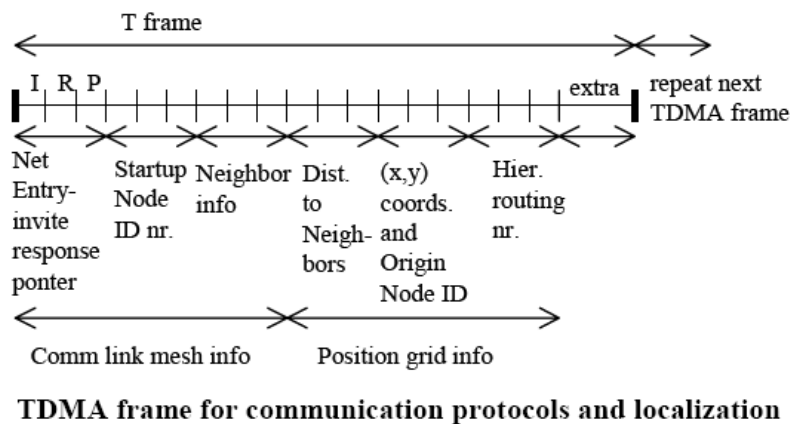 T frame
I R P
extra
repeat next
TDMA frame
Net
Entry-
invite
response
ponter
Startup
Node
ID nr.
Neighbor
info
Dist.
to
Neigh-
bors
(x,y)
coords.
and
Origin
Node ID
Hier.
routing
nr.
Comm link mesh info
Position grid info
TDMA frame for communication protocols and localization